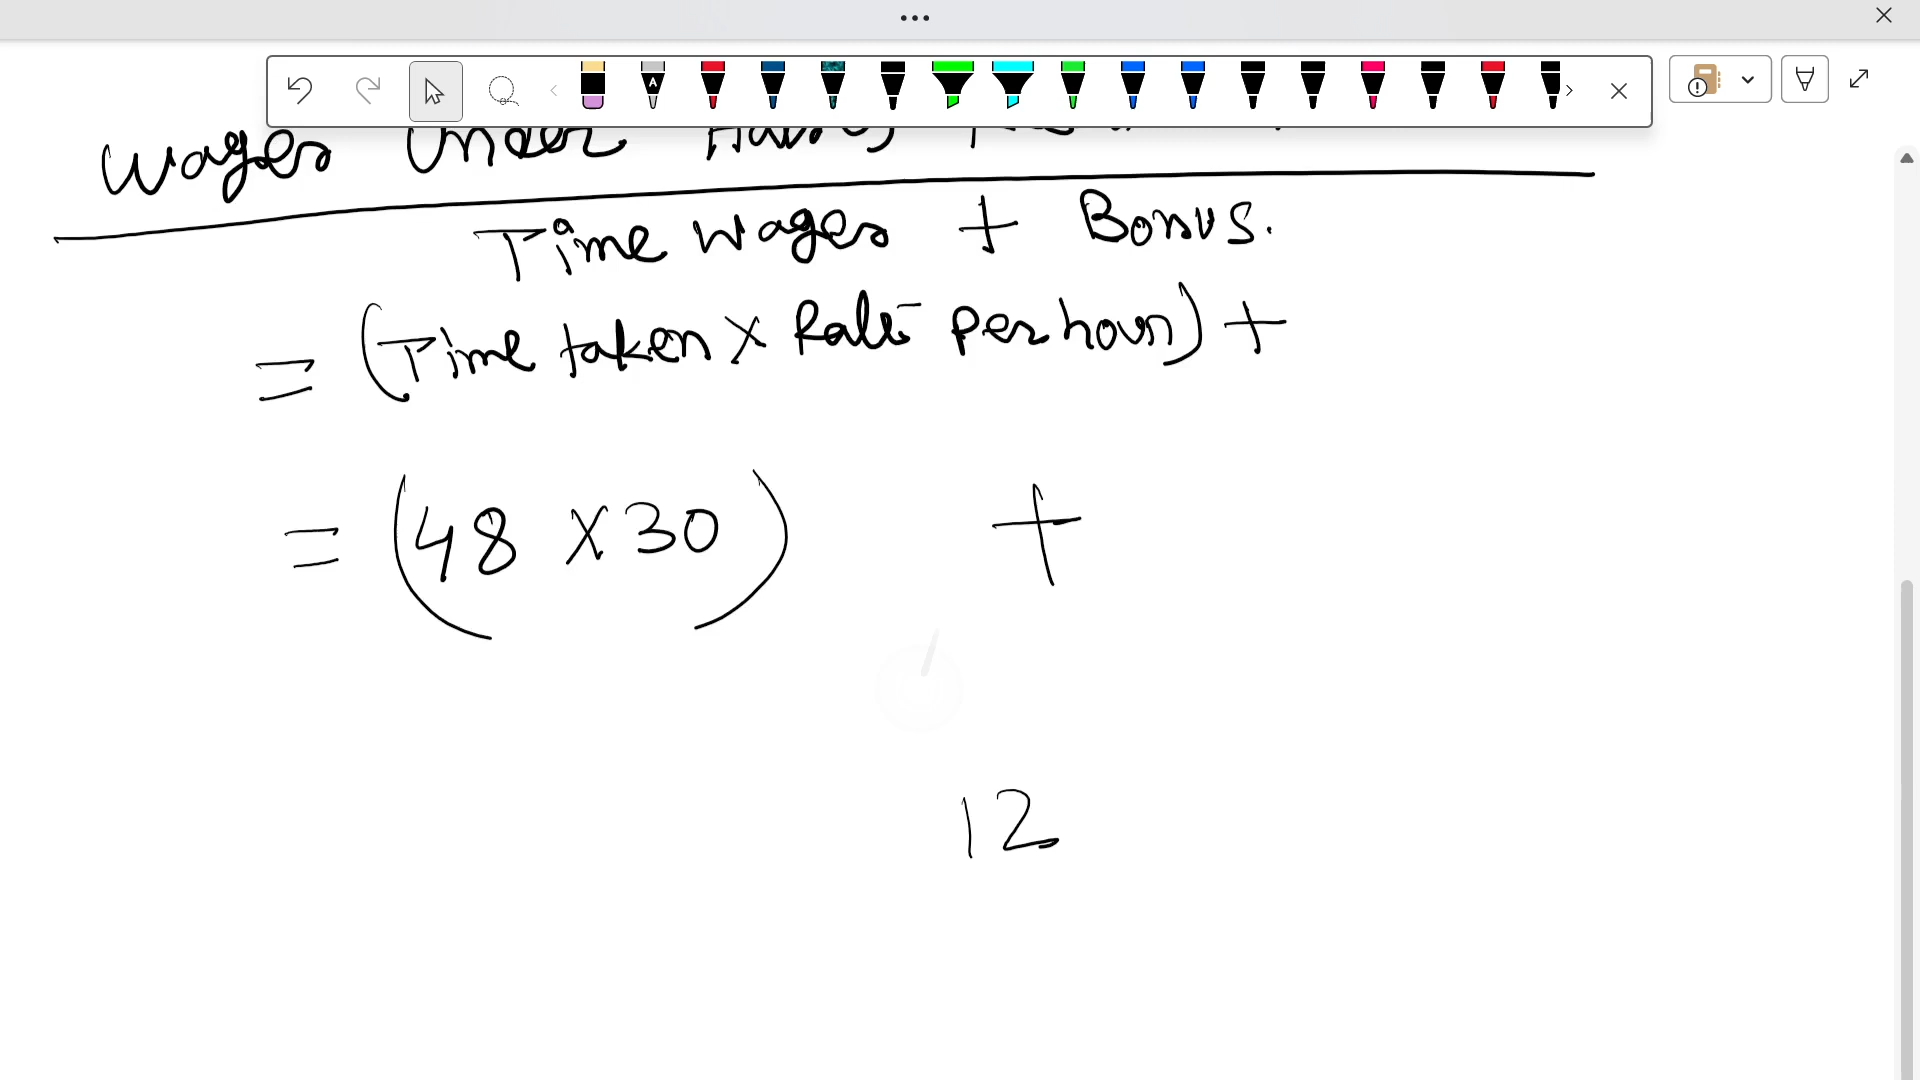 Wages Under
Time Wages + Bonus.
= (Time taken X Rate per hour) +
= (48 X 30) +
12